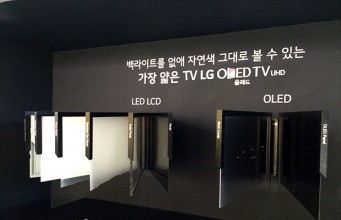 백라이트를 없애 자연색 그대로 볼 수 있는
가장 얇은 TV LG OLED TV UHD
올레드
LED LCD
OLED